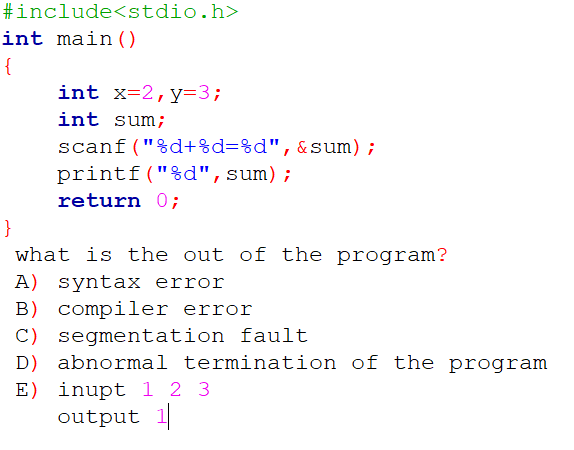 #include<stdio.h>
int main()
{
    int x=2,y=3;
    int sum;
    scanf("%d+%d=%d",&sum);
    printf("%d",sum);
    return 0;
}
 what is the out of the program?
 A) syntax error
 B) compiler error
 C) segmentation fault
 D) abnormal termination of the program
 E) inupt 1 2 3
    output 1